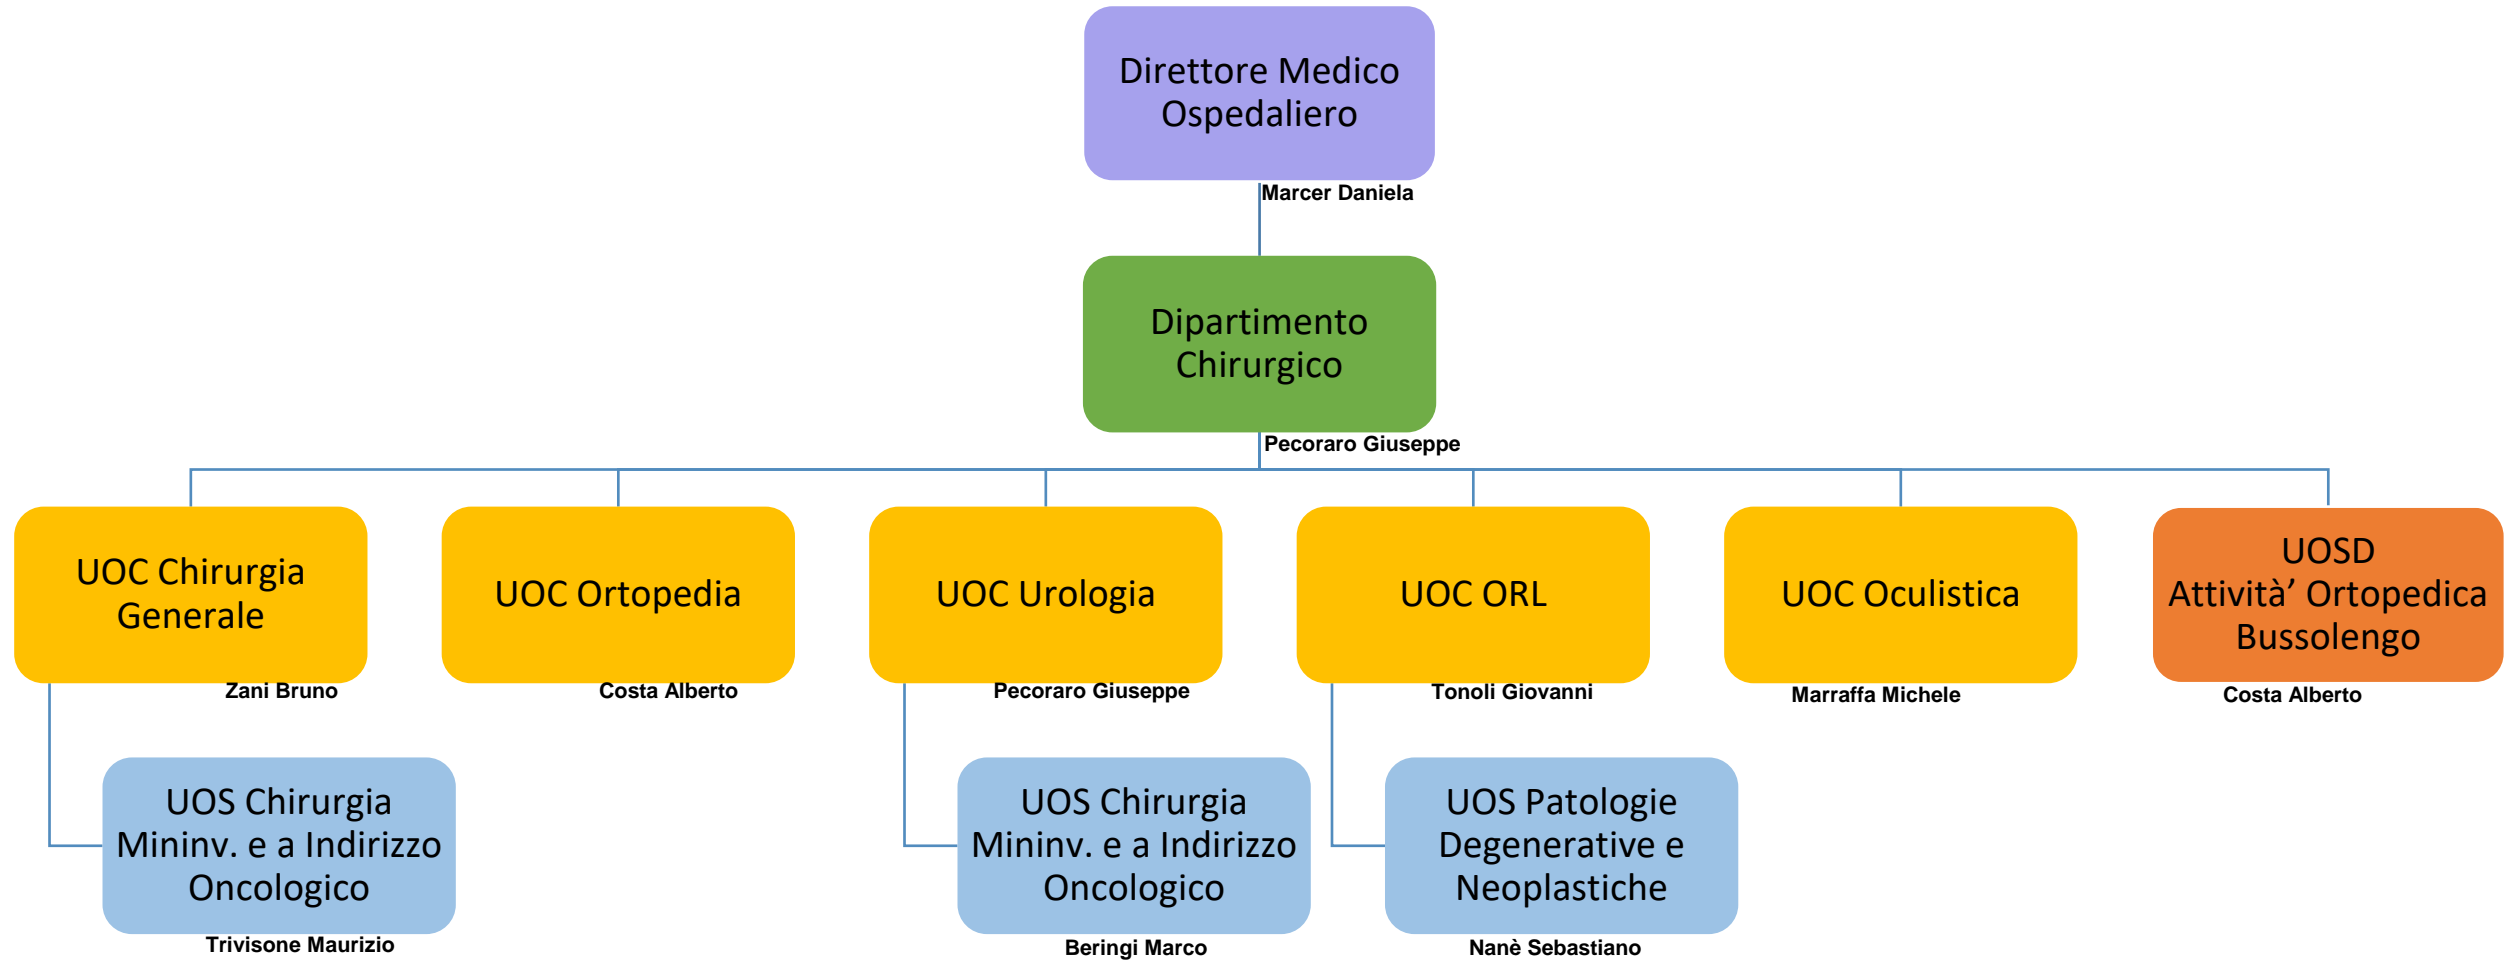 Direttore Medico
Ospedaliero
Marcer Daniela
Dipartimento
Chirurgico
Pecoraro Giuseppe
UOC Chirurgia
Generale
Zani Bruno
UOC Ortopedia
Costa Alberto
UOC Urologia
Pecoraro Giuseppe
UOC ORL
Tonoli Giovanni
UOC Oculistica
Marraffa Michele
UOSD
Attività’ Ortopedica
Bussolengo
Costa Alberto
UOS Chirurgia
Mininv. e a Indirizzo
Oncologico
Trivisone Maurizio
UOS Chirurgia
Mininv. e a Indirizzo
Oncologico
Beringi Marco
UOS Patologie
Degenerative e
Neoplastiche
Nanè Sebastiano